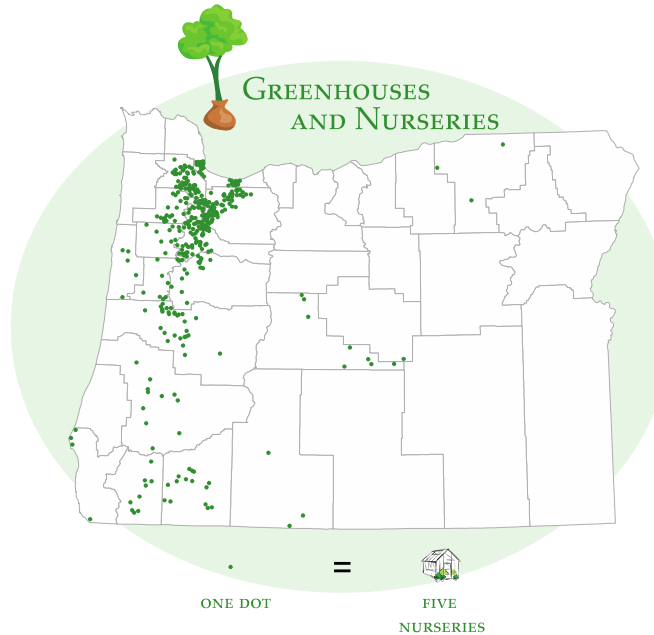 Greenhouses
and Nurseries
=
one dot
five
nurseries